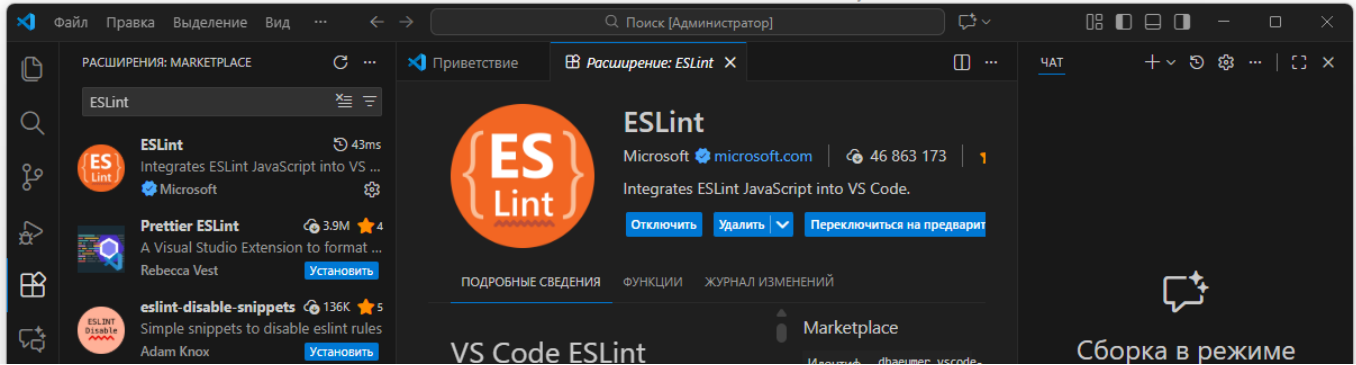 Файл Правка Выделение Вид ···
Поиск [Администратор]
РАСШИРЕНИЯ: MARKETPLACE
ESLint
ESLint 43ms
Integrates ESLint JavaScript into VS ...
Microsoft
Prettier ESLint 3.9M 4
A Visual Studio Extension to format ...
Rebecca Vest Установить
ESLINT
Disable
eslint-disable-snippets 136K 5
Simple snippets to disable eslint rules
Adam Knox Установить
Приветствие Расширение: ESLint
ES
Lint
ESLint
Microsoft microsoft.com 46 863 173
Integrates ESLint JavaScript into VS Code.
Отключить Удалить Переключиться на предварит
ПОДРОБНЫЕ СВЕДЕНИЯ ФУНКЦИИ ЖУРНАЛ ИЗМЕНЕНИЙ
VS Code ESLint
Marketplace
ЧАТ
Сборка в режиме